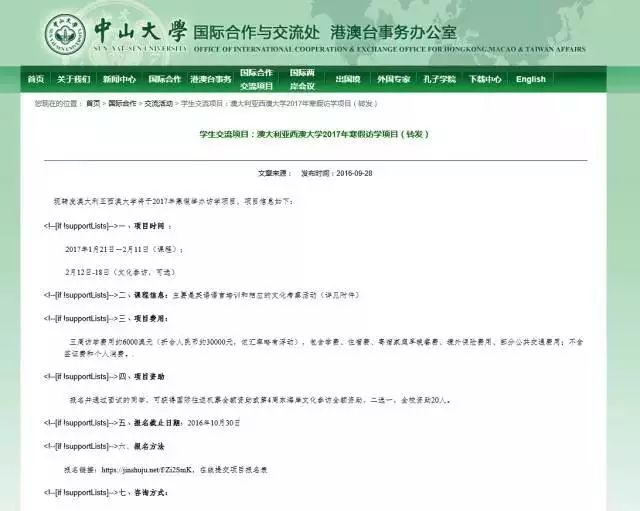 中山大学 国际合作与交流处 港澳台事务办公室
SUN YAT-SEN UNIVERSITY OFFICE OF INTERNATIONAL COOPERATION & EXCHANGE OFFICE FOR HONGKONG,MACAO & TAIWAN AFFAIRS
首页 关于我们 新闻中心 国际合作 港澳台事务 国际合作交流项目 国际两岸会议 出国境 外国专家 孔子学院 下载中心 English
您现在的位置: 首页 > 国际合作 > 交流活动 > 学生交流项目：澳大利亚西澳大学2017年寒假访学项目（转发）
学生交流项目：澳大利亚西澳大学2017年寒假访学项目（转发）
文章来源： 发布时间：2016-09-28
现转发澳大利亚西澳大学将于2017年寒假举办访学项目，项目信息如下：
<!--[if !supportLists]-->一、项目时间 ：
2017年1月21日－2月11日（课程）；
2月12日-18日（文化参访，可选）
<!--[if !supportLists]-->二、课程信息：主要是英语语言培训和相应的文化考察活动（详见附件）
<!--[if !supportLists]-->三、项目费用：
三周访学费用约6000澳元（折合人民币约30000元，依汇率略有浮动），包含学费、住宿费、寄宿家庭早晚餐费、课外保险费用、部分公共交通费用；不含
签证费和个人消费。.
<!--[if !supportLists]-->四、项目资助
报名并通过面试的同学，可获得国际往返机票全额资助或第4周东海岸文化参访全额资助，二选一，全校资助20人。
<!--[if !supportLists]-->五、报名截止日期：2016年10月30日
<!--[if !supportLists]-->六、报名方法
报名链接：https://jinshuju.net/f/Zi2SmK，在线提交项目报名表
<!--[if !supportLists]-->七、咨询方式：